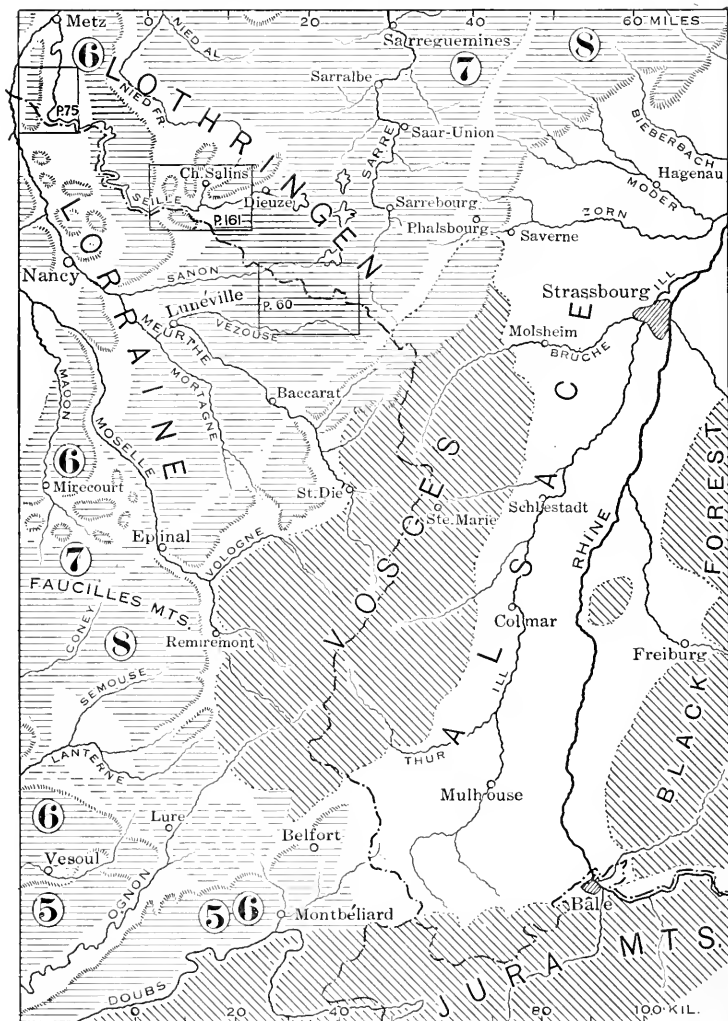 0 20 40 60 MILES
Metz
NIED AL.
Sarreguemines
6
7
8
LOTHRINGEN
Sarralbe
NIED FR.
P.75
BIEBERBACH
Saar-Union
SARRE
Hagenau
MODER
Ch. Salins
SEILLE
Dieuze
P.161
Sarrebourg
ZORN
Phalsbourg
Saverne
LORRAINE
Nancy
SANON
ILL
Strassbourg
Lunéville
P. 60
VEZOUSE
MEURTHE
Molsheim
BRUCHE
MORTAGNE
MADON
MOSELLE
Baccarat
ALSACE
6
Mirecourt
St. Die
VOSGES
Ste. Marie
Schlestadt
BLACK FOREST
RHINE
Epinal
VOLOGNE
7
FAUCILLES MTS.
CONEY
8
Colmar
Remiremont
Freiburg
SEMOUSE
ILL
LANTERNE
THUR
Mulhouse
6
Lure
Belfort
Vesoul
5
OGNON
5 6
Montbéliard
Bâle
JURA MTS.
DOUBS
0 20 80 100 KIL.